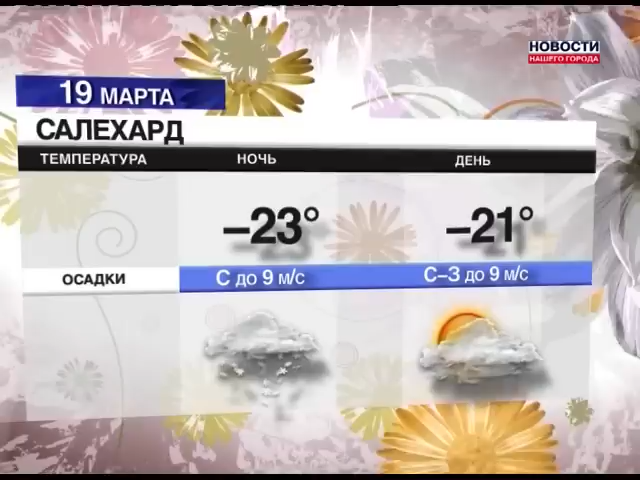 НОВОСТИ
НАШЕГО ГОРОДА
19 МАРТА
САЛЕХАРД
ТЕМПЕРАТУРА НОЧЬ ДЕНЬ
–23° –21°
ОСАДКИ С ДО 9 М/С С–З ДО 9 М/С